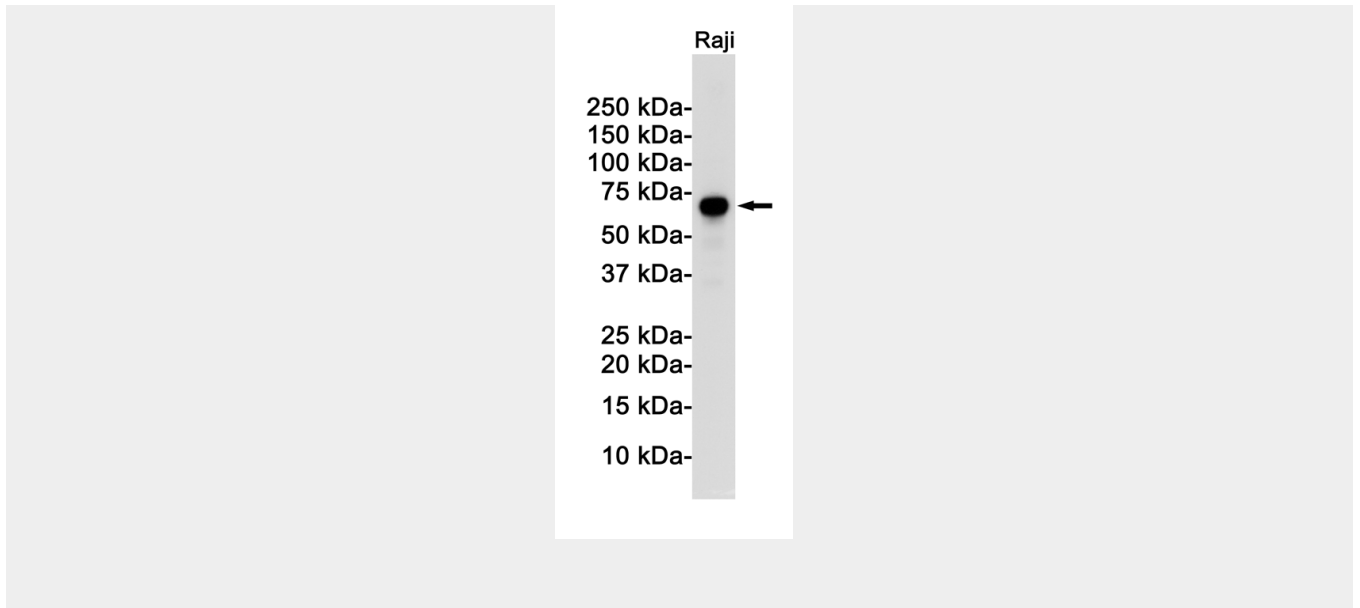 Raji
250 kDa-
150 kDa-
100 kDa-
75 kDa-
50 kDa-
37 kDa-
25 kDa-
20 kDa-
15 kDa-
10 kDa-